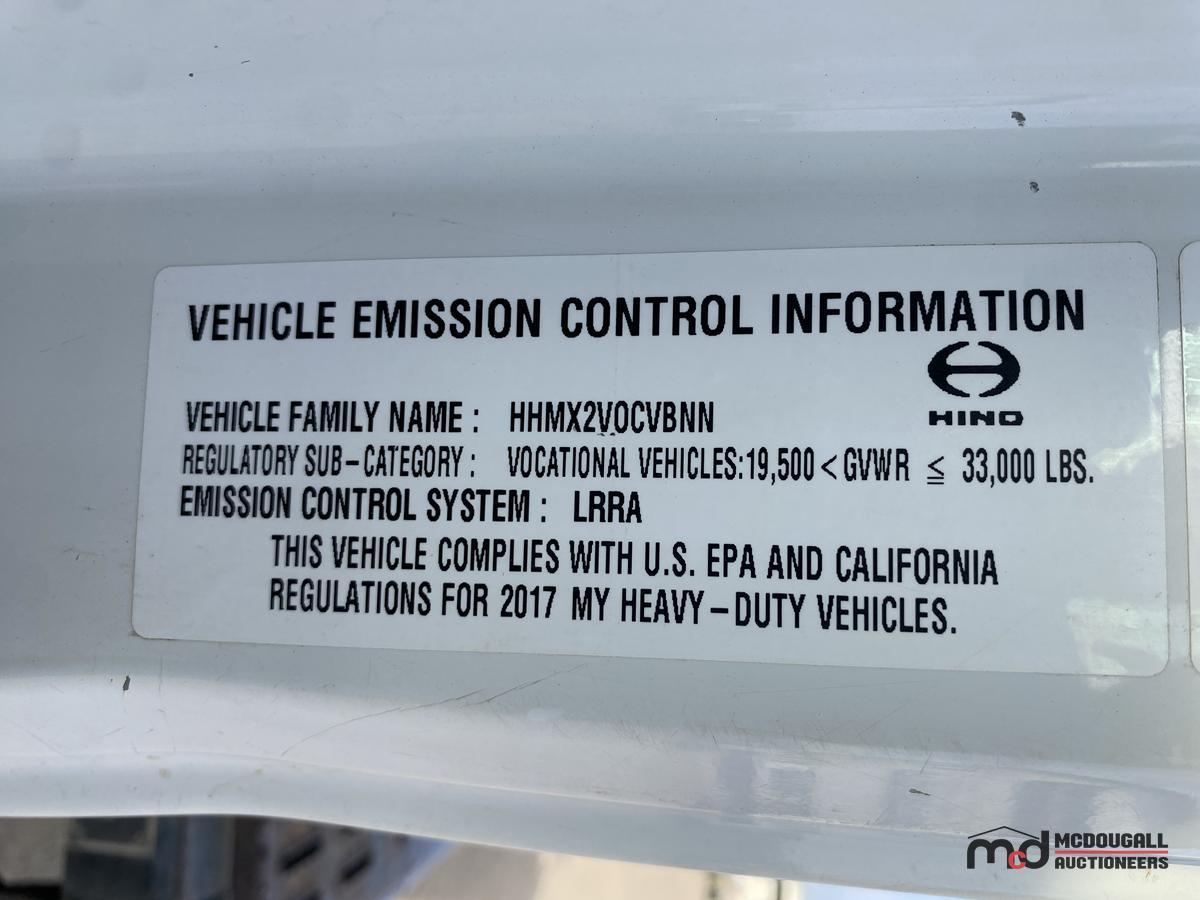 VEHICLE EMISSION CONTROL INFORMATION
HINO
VEHICLE FAMILY NAME : HHMX2VOCVBNN
REGULATORY SUB-CATEGORY : VOCATIONAL VEHICLES:19,500 < GVWR ≦ 33,000 LBS.
EMISSION CONTROL SYSTEM : LRRA
THIS VEHICLE COMPLIES WITH U.S. EPA AND CALIFORNIA
REGULATIONS FOR 2017 MY HEAVY-DUTY VEHICLES.
mcd MCDOUGALL
AUCTIONEERS